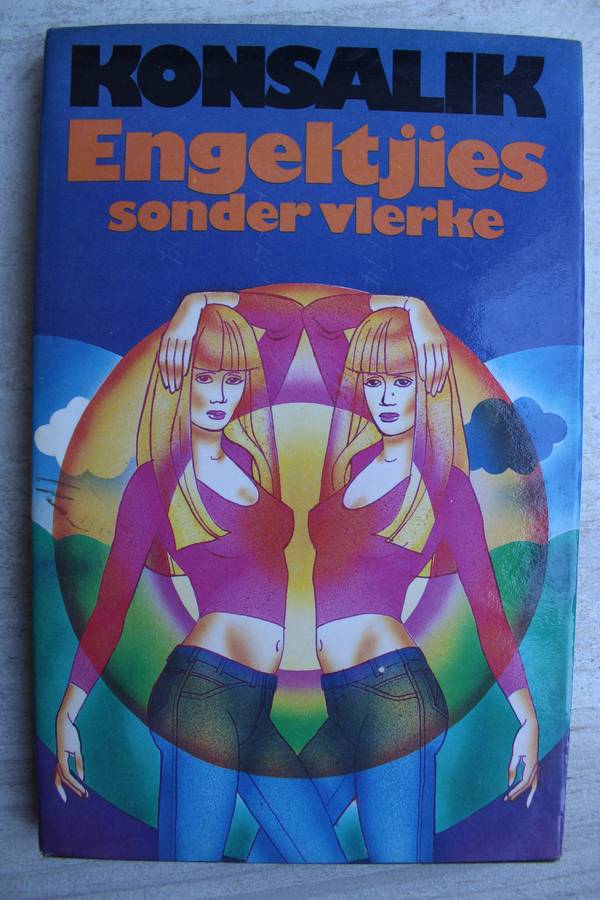 KONSALIK
Engeltjies
sonder vlerke